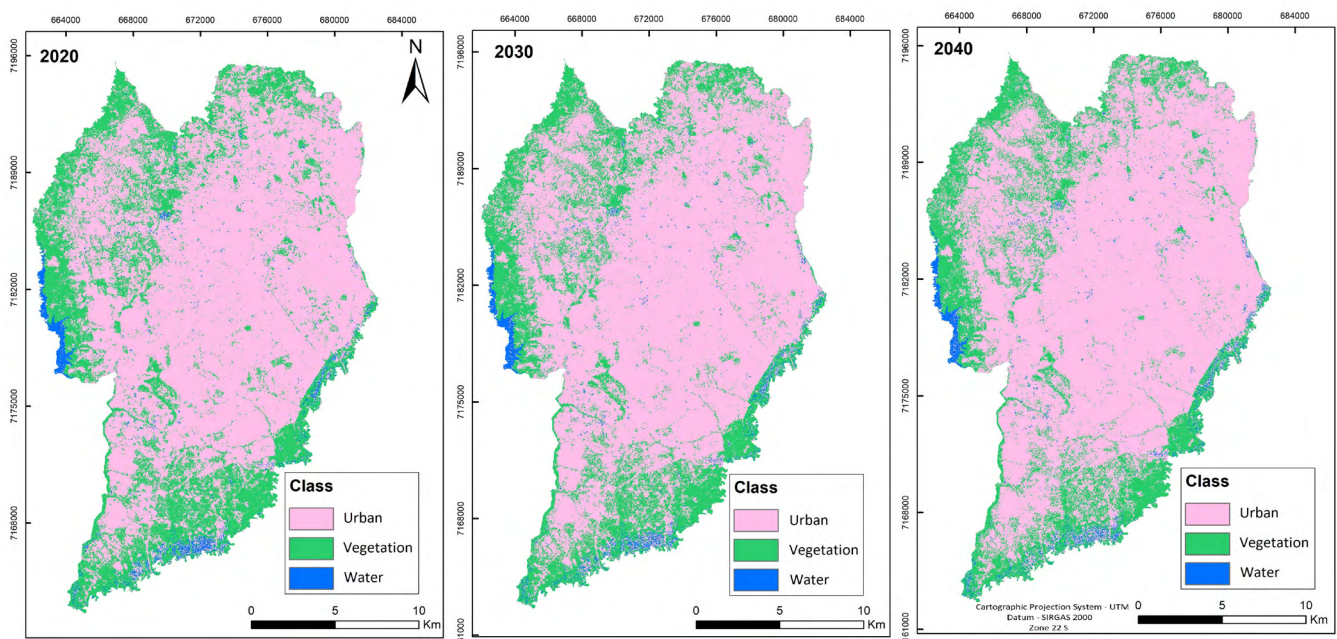 664000 668000 672000 676000 680000 684000
2020
N
7196000
7189000
7182000
7175000
7168000
Class
Urban
Vegetation
Water
0 5 10
Km
664000 668000 672000 676000 680000 684000
2030
7196000
7189000
7182000
7175000
7168000
61000
Class
Urban
Vegetation
Water
0 5 10
Km
664000 668000 672000 676000 680000 684000
2040
7196000
7189000
7182000
7175000
7168000
161000
Class
Urban
Vegetation
Water
Cartographic Projection System - UTM
Datum - SIRGAS 2000
Zone 22 S
0 5 10
Km